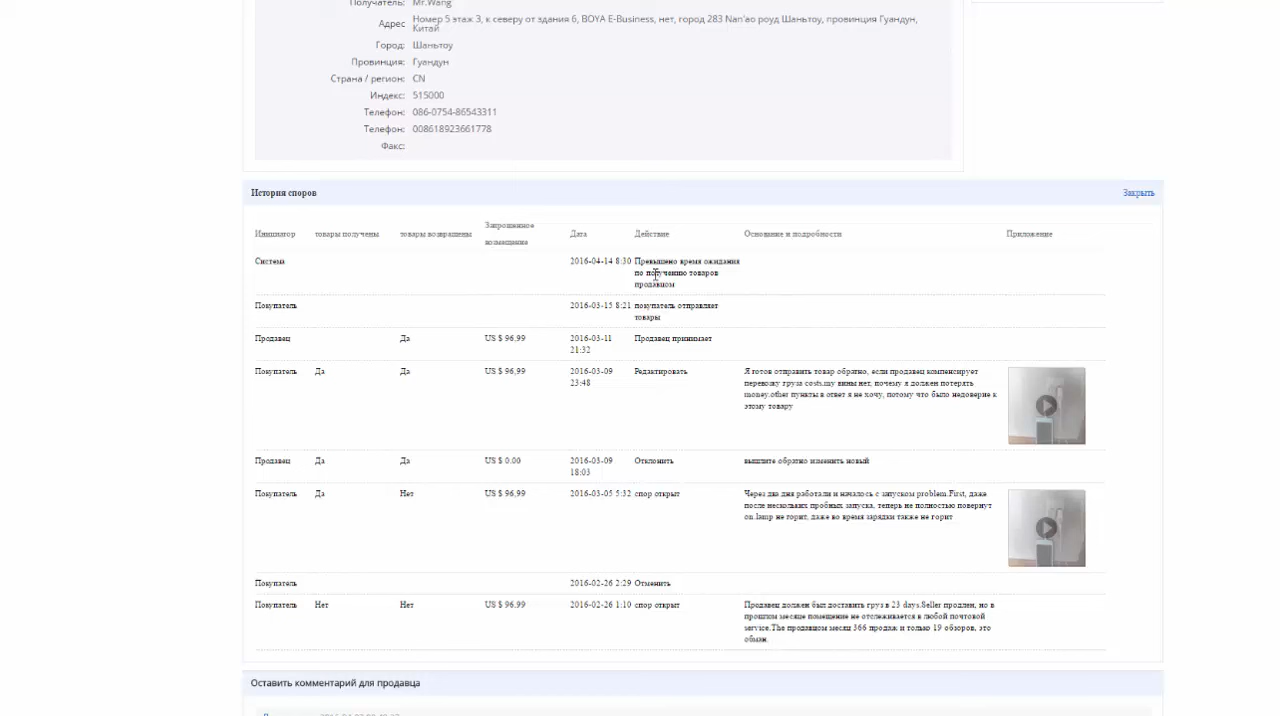 Получатель: Mr.Wang
Адрес Номер 5 этаж 3, к северу от здания 6, BOYA E-Business, нет, город 283 Nan'ao роуд Шаньтоу, провинция Гуандун,
Китай
Город: Шаньтоу
Провинция: Гуандун
Страна / регион: CN
Индекс: 515000
Телефон: 086-0754-86543311
Телефон: 008618923661778
Факс:
История споров Закрыть
Инициатор товары получены товары возвращены Запрошенное возмещение Дата Действие Основание и подробности Приложение
Система 2016-04-14 8:30 Превышено время ожидания
по получению товаров
продавцом
Покупатель 2016-03-15 8:21 покупатель отправляет
товары
Продавец Да US $ 96.99 2016-03-11 Продавец принимает
21:32
Покупатель Да Да US $ 96.99 2016-03-09 Редактировать Я готов отправить товар обратно, если продавец компенсирует
23:48 перевозку груза costs.my вины нет, почему я должен потерять
money.other пункты в ответ я не хочу, потому что было недоверие к
этому товару
Продавец Да Да US $ 0.00 2016-03-09 Отклонить вышлите обратно изменить новый
18:03
Покупатель Да Нет US $ 96.99 2016-03-05 5:32 спор открыт Через два дня работали и началось с запуском problem.First, даже
после нескольких пробных запуска, теперь не полностью повернут
on.lamp не горит, даже во время зарядки также не горит
Покупатель 2016-02-26 2:29 Отменить
Покупатель Нет Нет US $ 96.99 2016-02-26 1:10 спор открыт Продавец должен был доставить груз в 23 days.Seller продлен, но в
прошлом месяце помещение не отслеживается в любой почтовой
service.The продавцом месяц 366 продаж и только 19 обзоров, это
обман.
Оставить комментарий для продавца